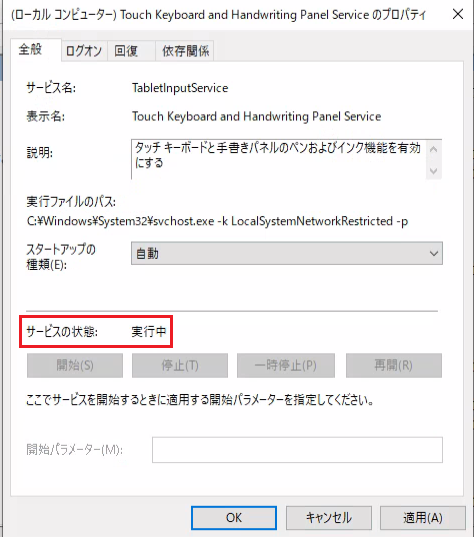 (ローカル コンピューター) Touch Keyboard and Handwriting Panel Service のプロパティ
全般 ログオン 回復 依存関係
サービス名: TabletInputService
表示名: Touch Keyboard and Handwriting Panel Service
説明: タッチ キーボードと手書きパネルのペンおよびインク機能を有効
にする
実行ファイルのパス:
C:¥Windows¥System32¥svchost.exe -k LocalSystemNetworkRestricted -p
スタートアップの
種類(E): 自動
サービスの状態: 実行中
開始(S) 停止(T) 一時停止(P) 再開(R)
ここでサービスを開始するときに適用する開始パラメーターを指定してください。
開始パラメーター(M):
OK キャンセル 適用(A)